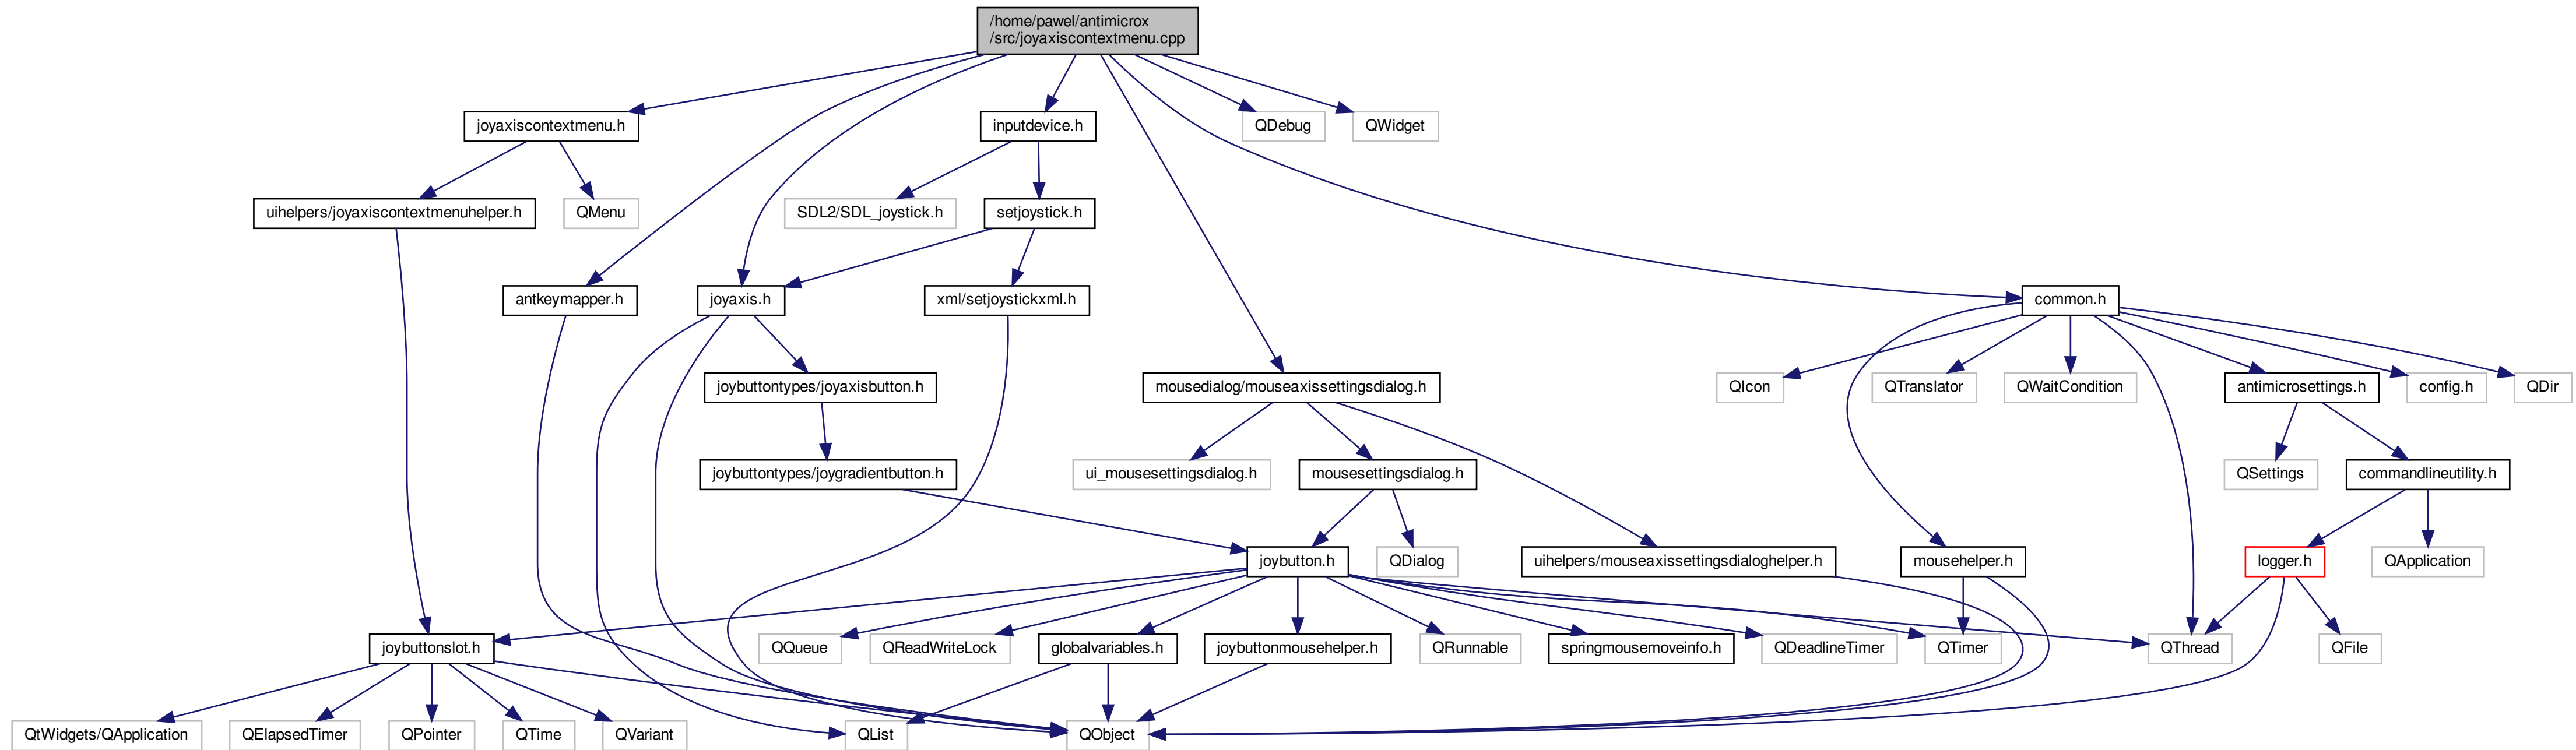 /home/pawel/antimicrox
/src/joyaxiscontextmenu.cpp
joyaxiscontextmenu.h
inputdevice.h
QDebug
QWidget
uihelpers/joyaxiscontextmenuhelper.h
QMenu
SDL2/SDL_joystick.h
setjoystick.h
antkeymapper.h
joyaxis.h
xml/setjoystickxml.h
common.h
joybuttontypes/joyaxisbutton.h
mousedialog/mouseaxissettingsdialog.h
QIcon
QTranslator
QWaitCondition
antimicrosettings.h
config.h
QDir
joybuttontypes/joygradientbutton.h
ui_mousesettingsdialog.h
mousesettingsdialog.h
QSettings
commandlineutility.h
joybutton.h
QDialog
uihelpers/mouseaxissettingsdialoghelper.h
mousehelper.h
logger.h
QApplication
joybuttonslot.h
QQueue
QReadWriteLock
globalvariables.h
joybuttonmousehelper.h
QRunnable
springmousemoveinfo.h
QDeadlineTimer
QTimer
QThread
QFile
QtWidgets/QApplication
QElapsedTimer
QPointer
QTime
QVariant
QList
QObject